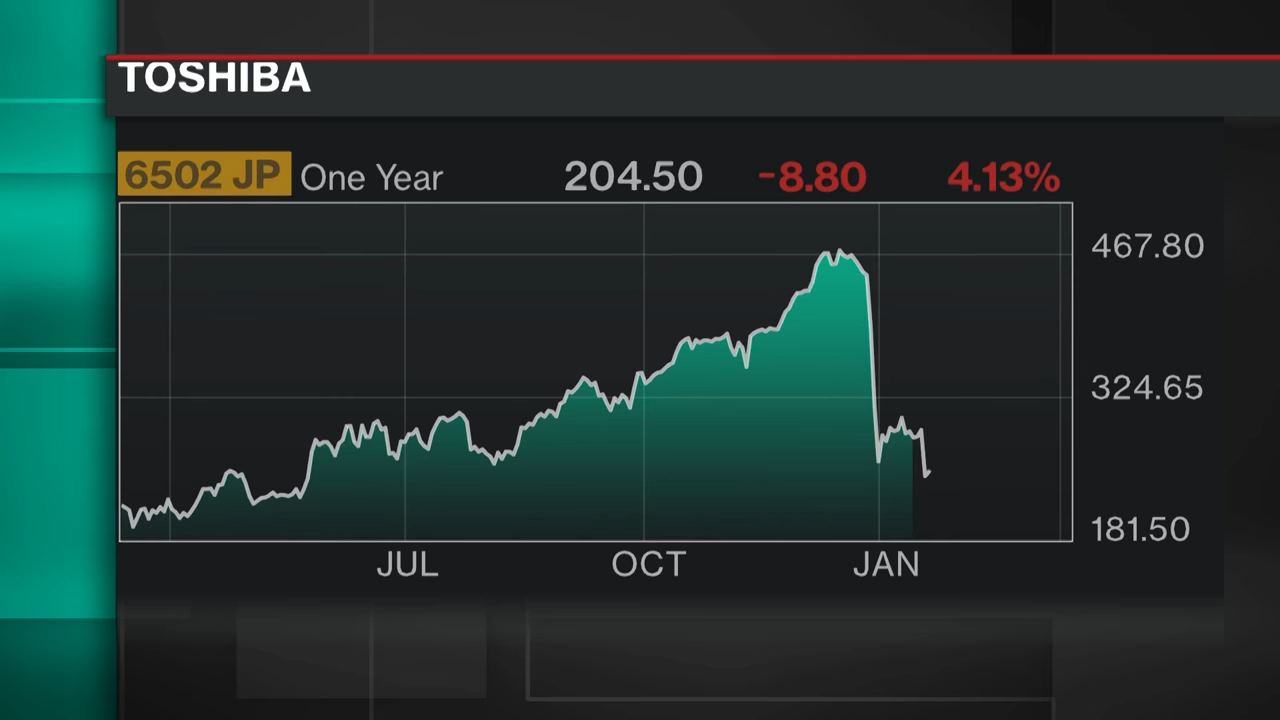 TOSHIBA
6502 JP One Year 204.50 -8.80 4.13%
467.80
324.65
181.50
JUL OCT JAN